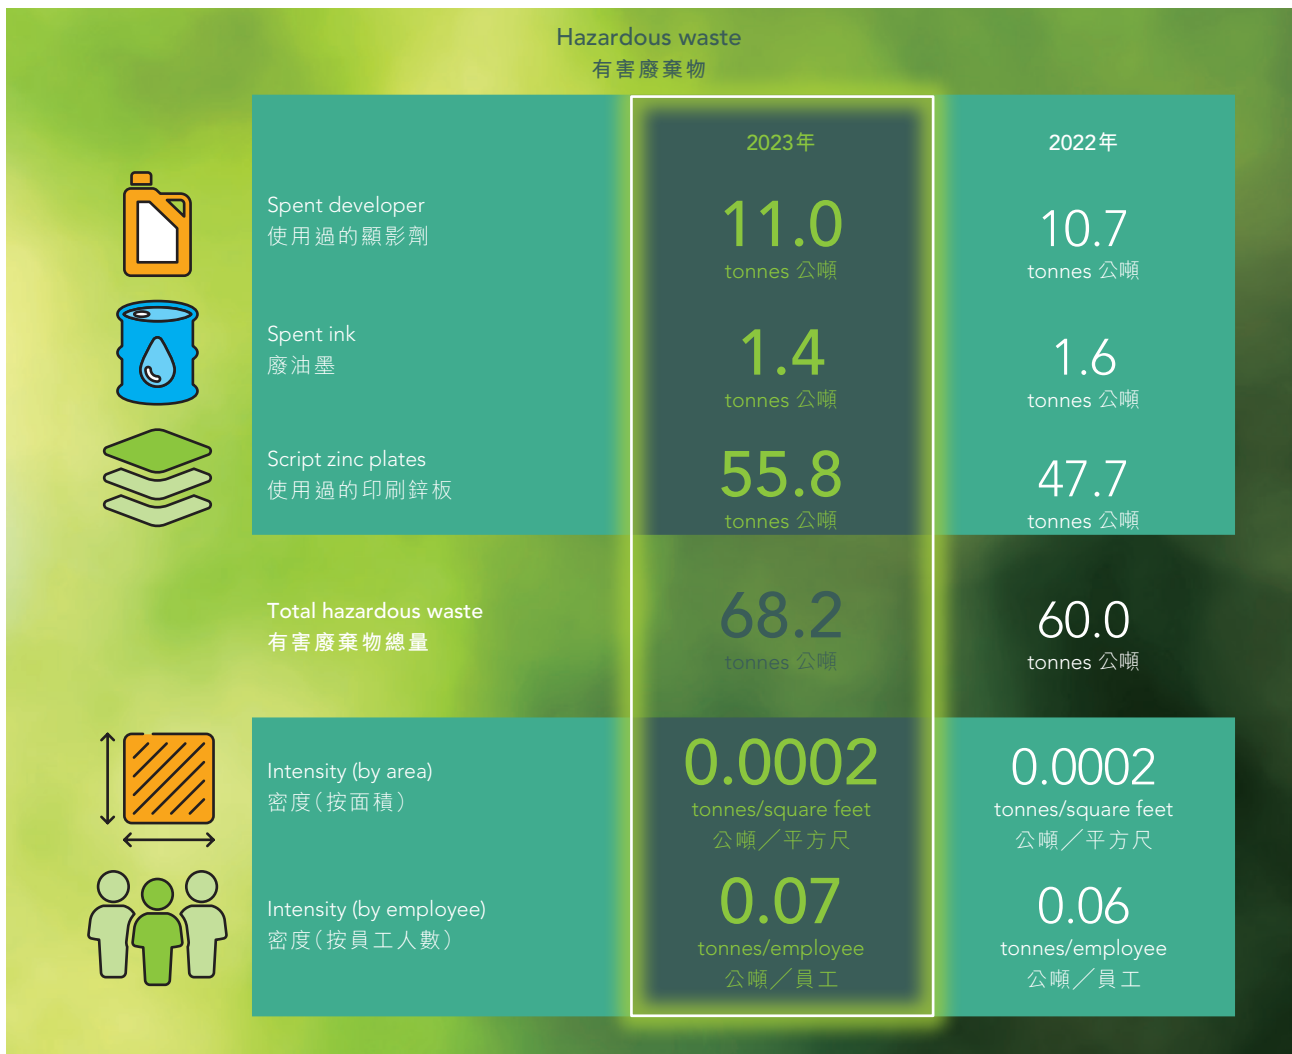 Hazardous waste
有害廢棄物
2023年
2022年
Spent developer
使用過的顯影劑
11.0
tonnes 公噸
10.7
tonnes 公噸
Spent ink
廢油墨
1.4
tonnes 公噸
1.6
tonnes 公噸
Script zinc plates
使用過的印刷鋅板
55.8
tonnes 公噸
47.7
tonnes 公噸
Total hazardous waste
有害廢棄物總量
68.2
tonnes 公噸
60.0
tonnes 公噸
Intensity (by area)
密度（按面積）
0.0002
tonnes/square feet
公噸／平方尺
0.0002
tonnes/square feet
公噸／平方尺
Intensity (by employee)
密度（按員工人數）
0.07
tonnes/employee
公噸／員工
0.06
tonnes/employee
公噸／員工